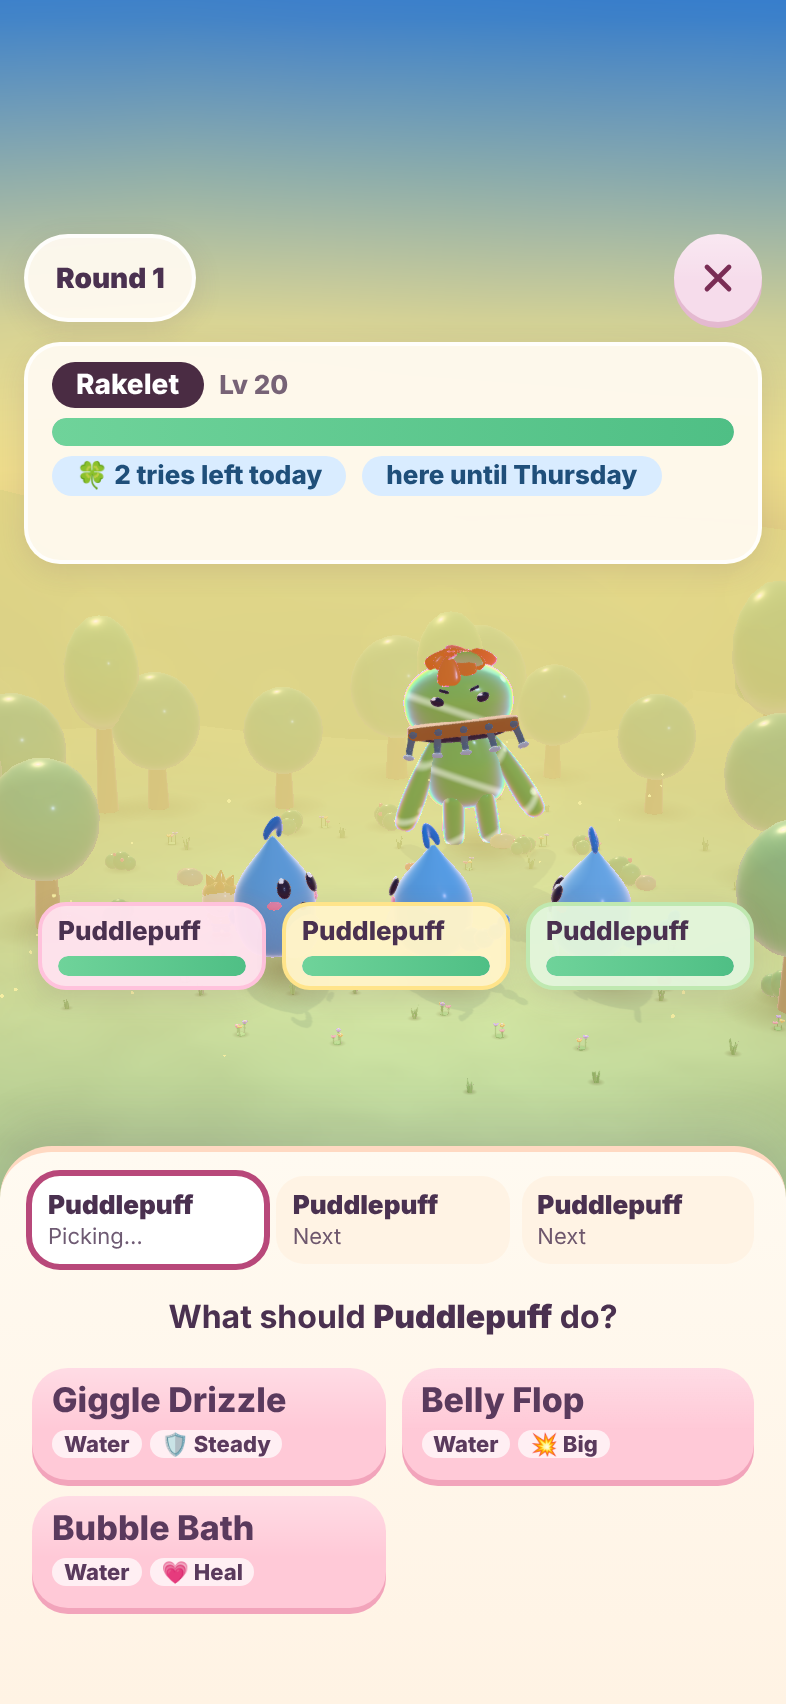 Round 1
Rakelet Lv 20
🍀 2 tries left today here until Thursday
Puddlepuff Puddlepuff Puddlepuff
Puddlepuff Puddlepuff Puddlepuff
Picking... Next Next
What should Puddlepuff do?
Giggle Drizzle Belly Flop
Water 🛡️ Steady Water 💥 Big
Bubble Bath
Water 💗 Heal